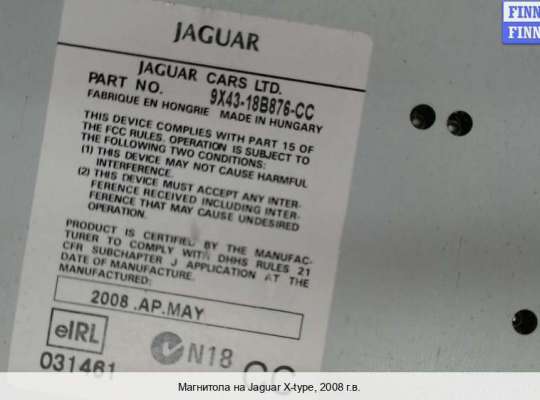 FINN
FINN
JAGUAR
JAGUAR CARS LTD.
PART NO. 9X43-18B876-CC
FABRIQUE EN HONGRIE MADE IN HUNGARY
THIS DEVICE COMPLIES WITH PART 15 OF
THE FCC RULES. OPERATION IS SUBJECT TO
THE FOLLOWING TWO CONDITIONS:
(1) THIS DEVICE MAY NOT CAUSE HARMFUL
INTERFERENCE.
(2) THIS DEVICE MUST ACCEPT ANY INTER-
FERENCE RECEIVED INCLUDING INTER-
FERENCE THAT MAY CAUSE UNDESIRED
OPERATION.
PRODUCT IS CERTIFIED BY THE MANUFAC-
TURER TO COMPLY WITH DHHS RULES 21
CFR SUBCHAPTER J APPLICATION AT THE
DATE OF MANUFACTURE.
MANUFACTURED:
2008 .AP.MAY
eIRL
031461
N18
CC
Магнитола на Jaguar X-type, 2008 г.в.